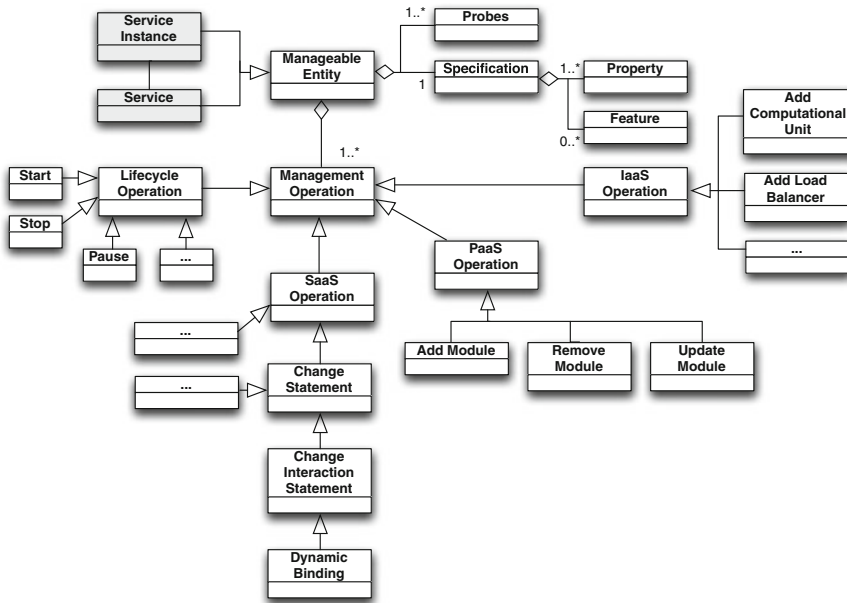 Service
Instance
Service
Manageable
Entity
1..*
Probes
1
Specification
1..*
Property
Feature
0..*
Add
Computational
Unit
1..*
Start
Lifecycle
Operation
Management
Operation
IaaS
Operation
Add Load
Balancer
Stop
Pause
...
PaaS
Operation
...
SaaS
Operation
...
Add Module
Remove
Module
Update
Module
...
Change
Statement
Change
Interaction
Statement
Dynamic
Binding